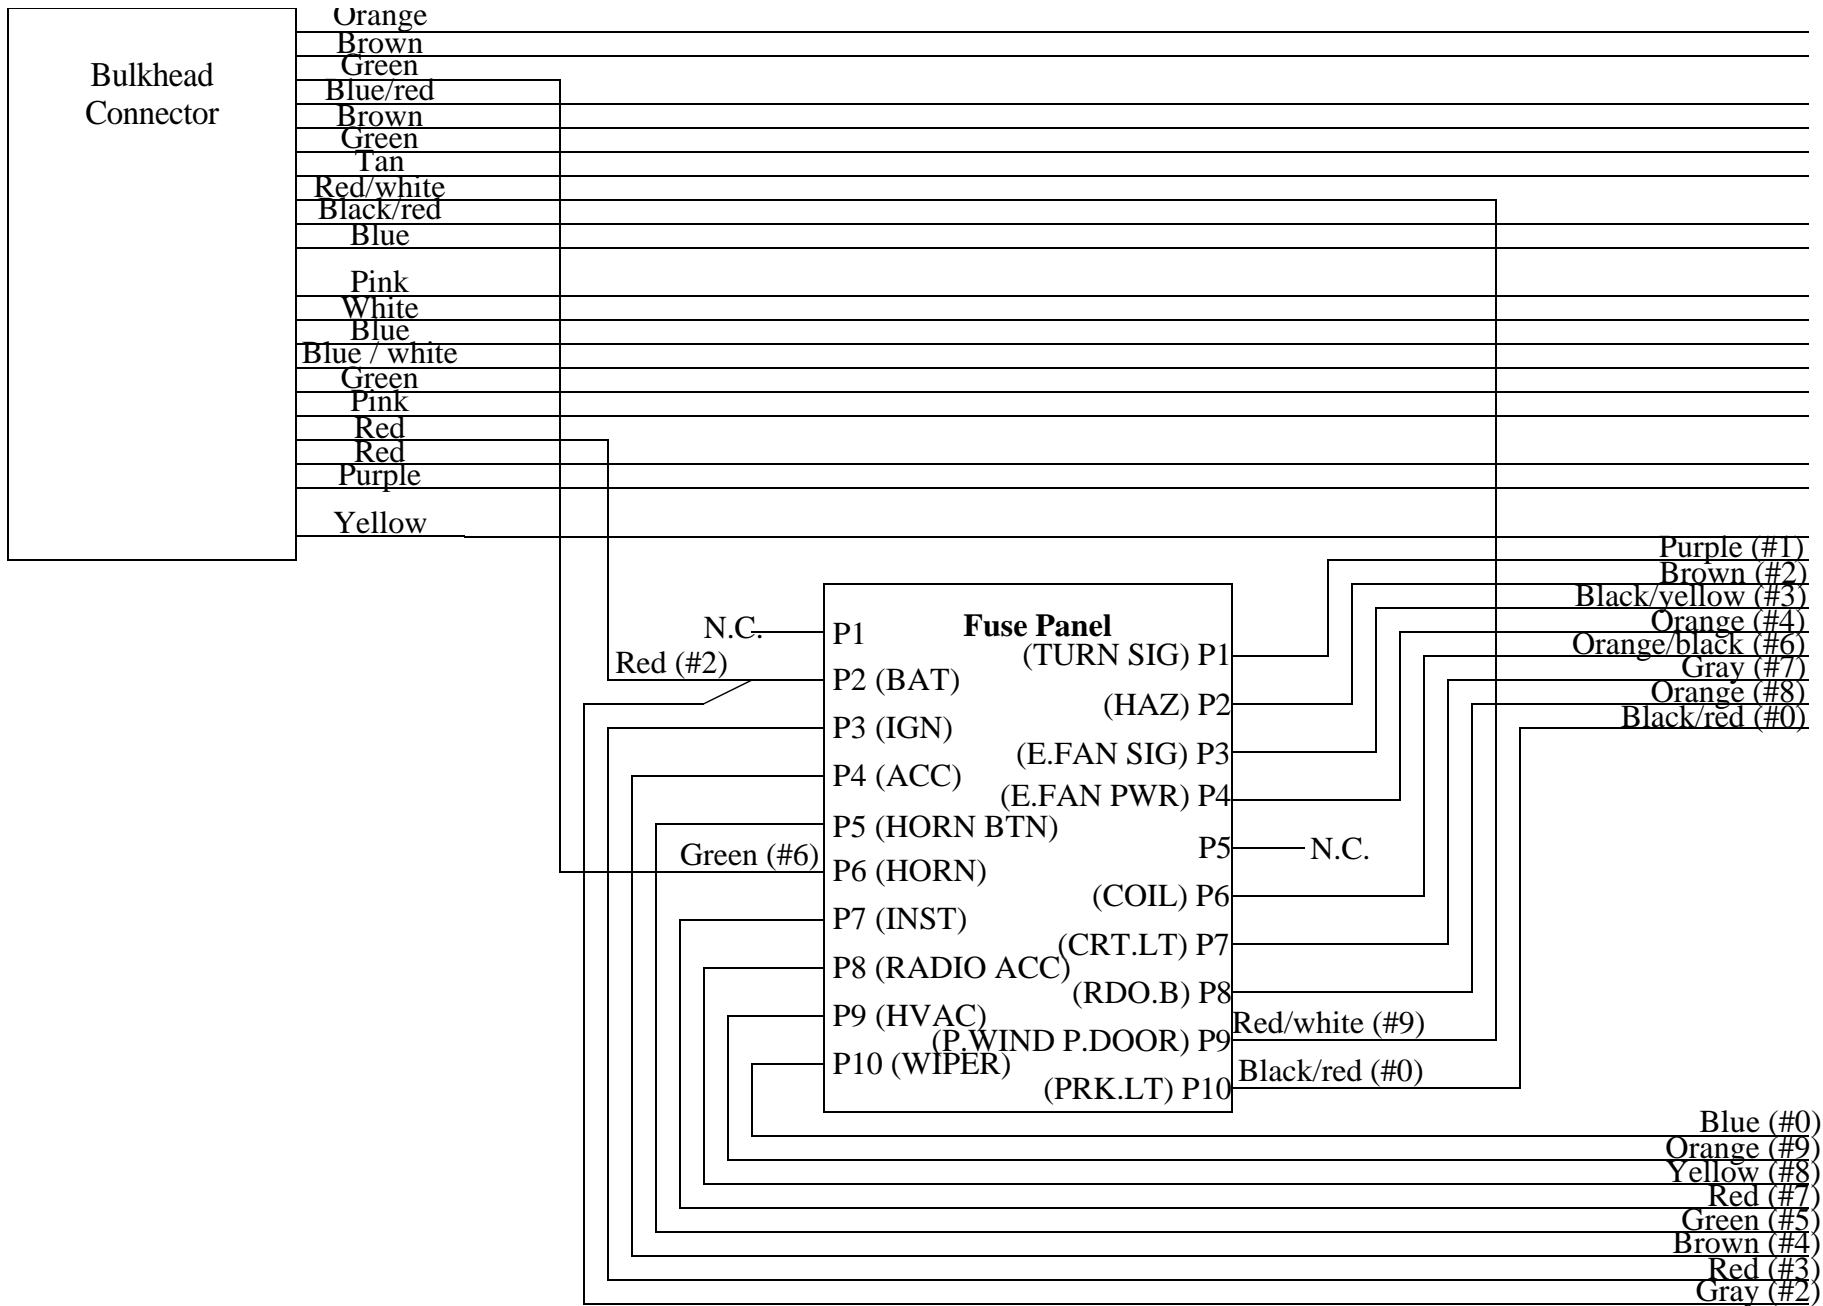 Orange
Brown
Green
Blue/red
Brown
Green
Tan
Red/white
Black/red
Blue
Pink
White
Blue
Blue / white
Green
Pink
Red
Red
Purple
Yellow
Bulkhead
Connector
Purple (#1)
Brown (#2)
Black/yellow (#3)
Orange (#4)
Orange/black (#6)
Gray (#7)
Orange (#8)
Black/red (#0)
Fuse Panel
N.C.
Red (#2)
Green (#6)
P1
P2 (BAT)
P3 (IGN)
P4 (ACC)
P5 (HORN BTN)
P6 (HORN)
P7 (INST)
P8 (RADIO ACC)
P9 (HVAC)
P10 (WIPER)
(TURN SIG) P1
(HAZ) P2
(E.FAN SIG) P3
(E.FAN PWR) P4
P5
N.C.
(COIL) P6
(CRT.LT) P7
(RDO.B) P8
(P.WIND P.DOOR) P9
(PRK.LT) P10
Red/white (#9)
Black/red (#0)
Blue (#0)
Orange (#9)
Yellow (#8)
Red (#7)
Green (#5)
Brown (#4)
Red (#3)
Gray (#2)